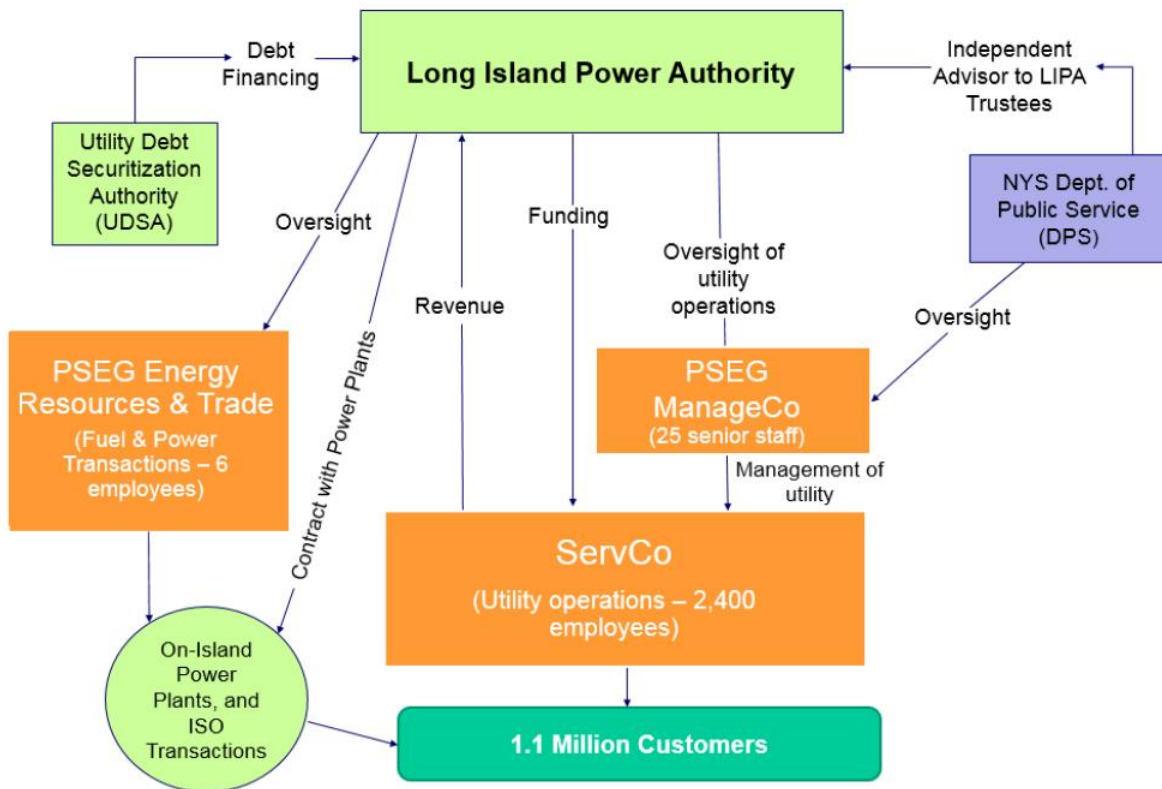 Long Island Power Authority
Debt
Financing
Independent
Advisor to LIPA
Trustees
Utility Debt
Securitization
Authority
(UDSA)
NYS Dept. of
Public Service
(DPS)
Oversight
Funding
Oversight of
utility
operations
Revenue
Oversight
Contract with Power Plants
PSEG Energy
Resources & Trade
(Fuel & Power
Transactions – 6
employees)
PSEG
ManageCo
(25 senior staff)
Management of
utility
ServCo
(Utility operations – 2,400
employees)
On-Island
Power
Plants, and
ISO
Transactions
1.1 Million Customers